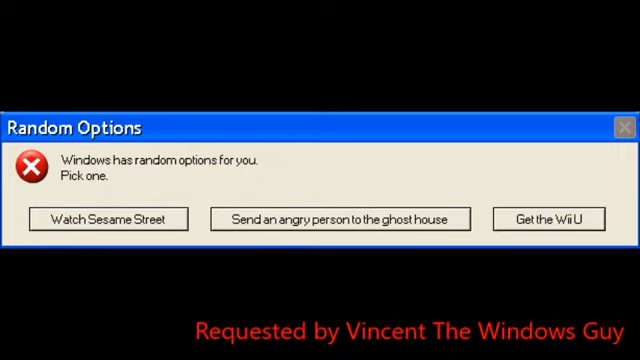 Random Options
Windows has random options for you.
Pick one.
Watch Sesame Street
Send an angry person to the ghost house
Get the Wii U
Requested by Vincent The Windows Guy